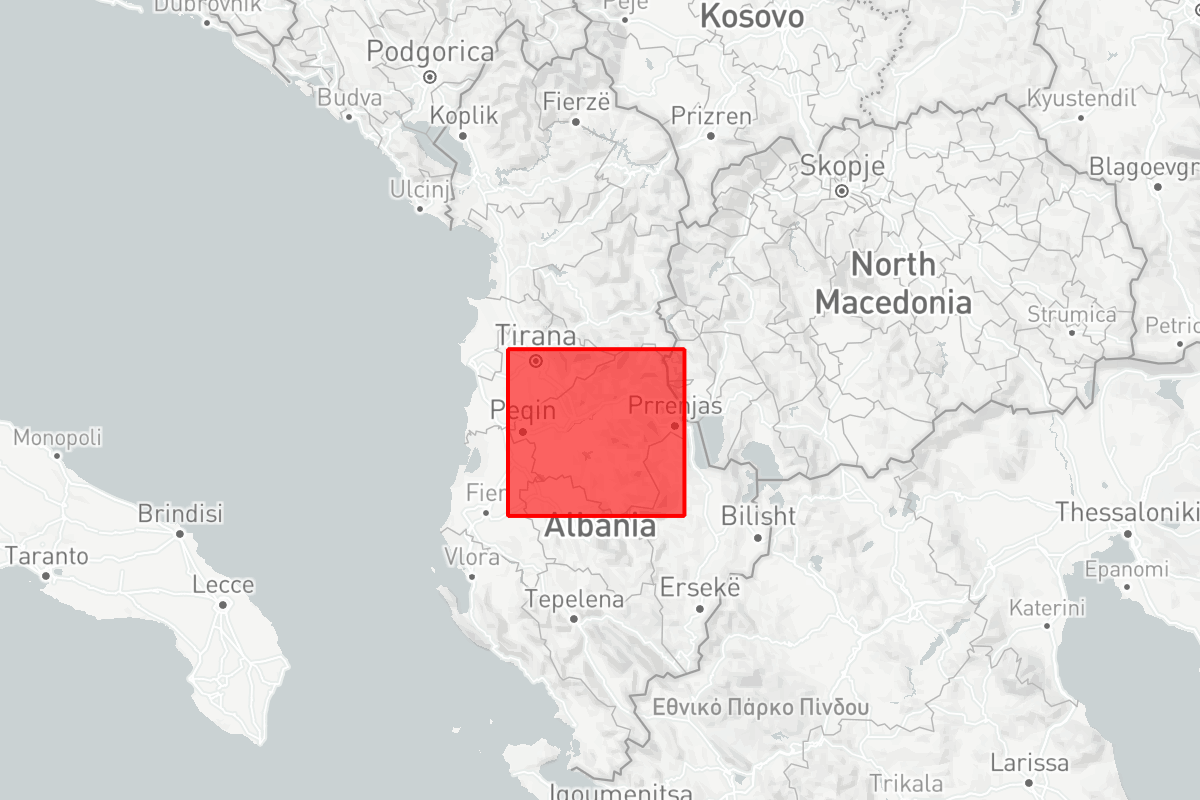 Dubrovnik
Peje
Kosovo
Podgorica
Budva
Koplik
Fierzë
Prizren
Kyustendil
Skopje
Blagoevgr
Ulcinj
North
Macedonia
Strumica
Petric
Tirana
Peqin
Prrenjas
Monopoli
Fier
Brindisi
Albania
Bilisht
Thessaloniki
Taranto
Vlora
Lecce
Tepelena
Ersekë
Epanomi
Katerini
Εθνικό Πάρκο Πίνδου
Larissa
Trikala
Igoumenitsa